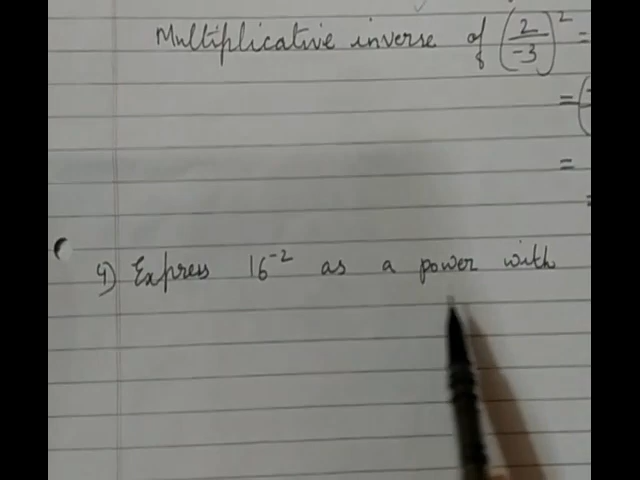 Multiplicative inverse of (2/-3)² =
= (
=
=
4) Express 16⁻² as a power with